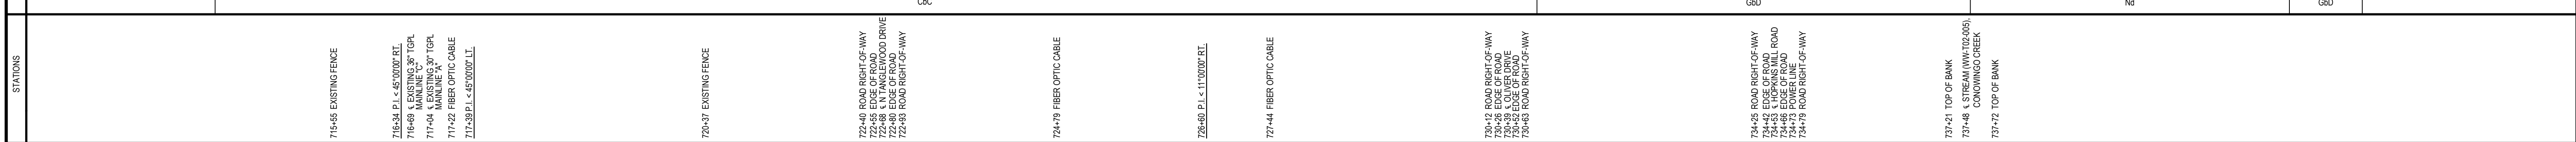 CbC
GbD
Nd
GbD
STATIONS
715+55 EXISTING FENCE
716+34 P.I. < 45°00'00" RT.
716+69 ℄ EXISTING 36" TGPL
MAINLINE "C"
717+04 ℄ EXISTING 30" TGPL
MAINLINE "A"
717+22 FIBER OPTIC CABLE
717+39 P.I. < 45°00'00" LT.
720+37 EXISTING FENCE
722+40 ROAD RIGHT-OF-WAY
722+55 EDGE OF ROAD
722+68 ℄ N TANGLEWOOD DRIVE
722+80 EDGE OF ROAD
722+93 ROAD RIGHT-OF-WAY
724+79 FIBER OPTIC CABLE
726+60 P.I. < 11°00'00" RT.
727+44 FIBER OPTIC CABLE
730+12 ROAD RIGHT-OF-WAY
730+26 EDGE OF ROAD
730+39 ℄ OLIVER DRIVE
730+52 EDGE OF ROAD
730+63 ROAD RIGHT-OF-WAY
734+25 ROAD RIGHT-OF-WAY
734+42 EDGE OF ROAD
734+53 ℄ HOPKINS MILL ROAD
734+66 EDGE OF ROAD
734+73 POWER LINE
734+79 ROAD RIGHT-OF-WAY
737+21 TOP OF BANK
737+48 ℄ STREAM (WW-T02-005),
CONOWINGO CREEK
737+72 TOP OF BANK